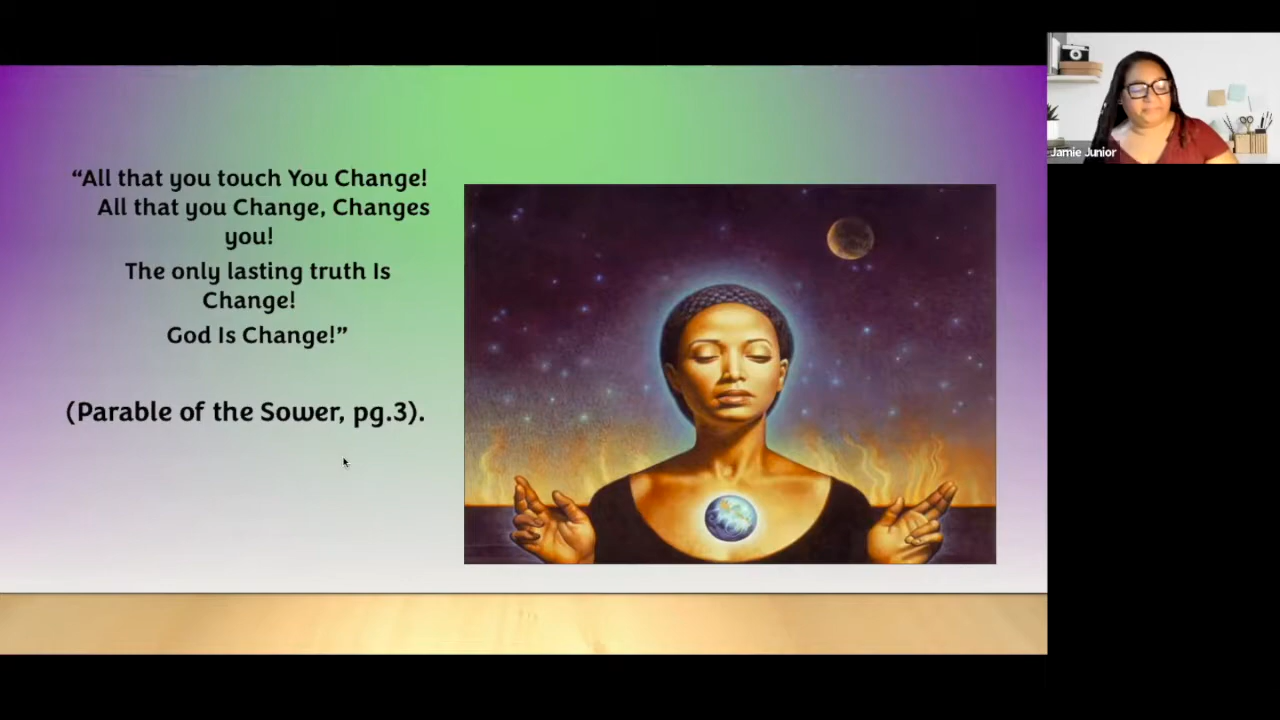 “All that you touch You Change!
All that you Change, Changes
you!
The only lasting truth Is
Change!
God Is Change!”
(Parable of the Sower, pg.3).
Jamie Junior